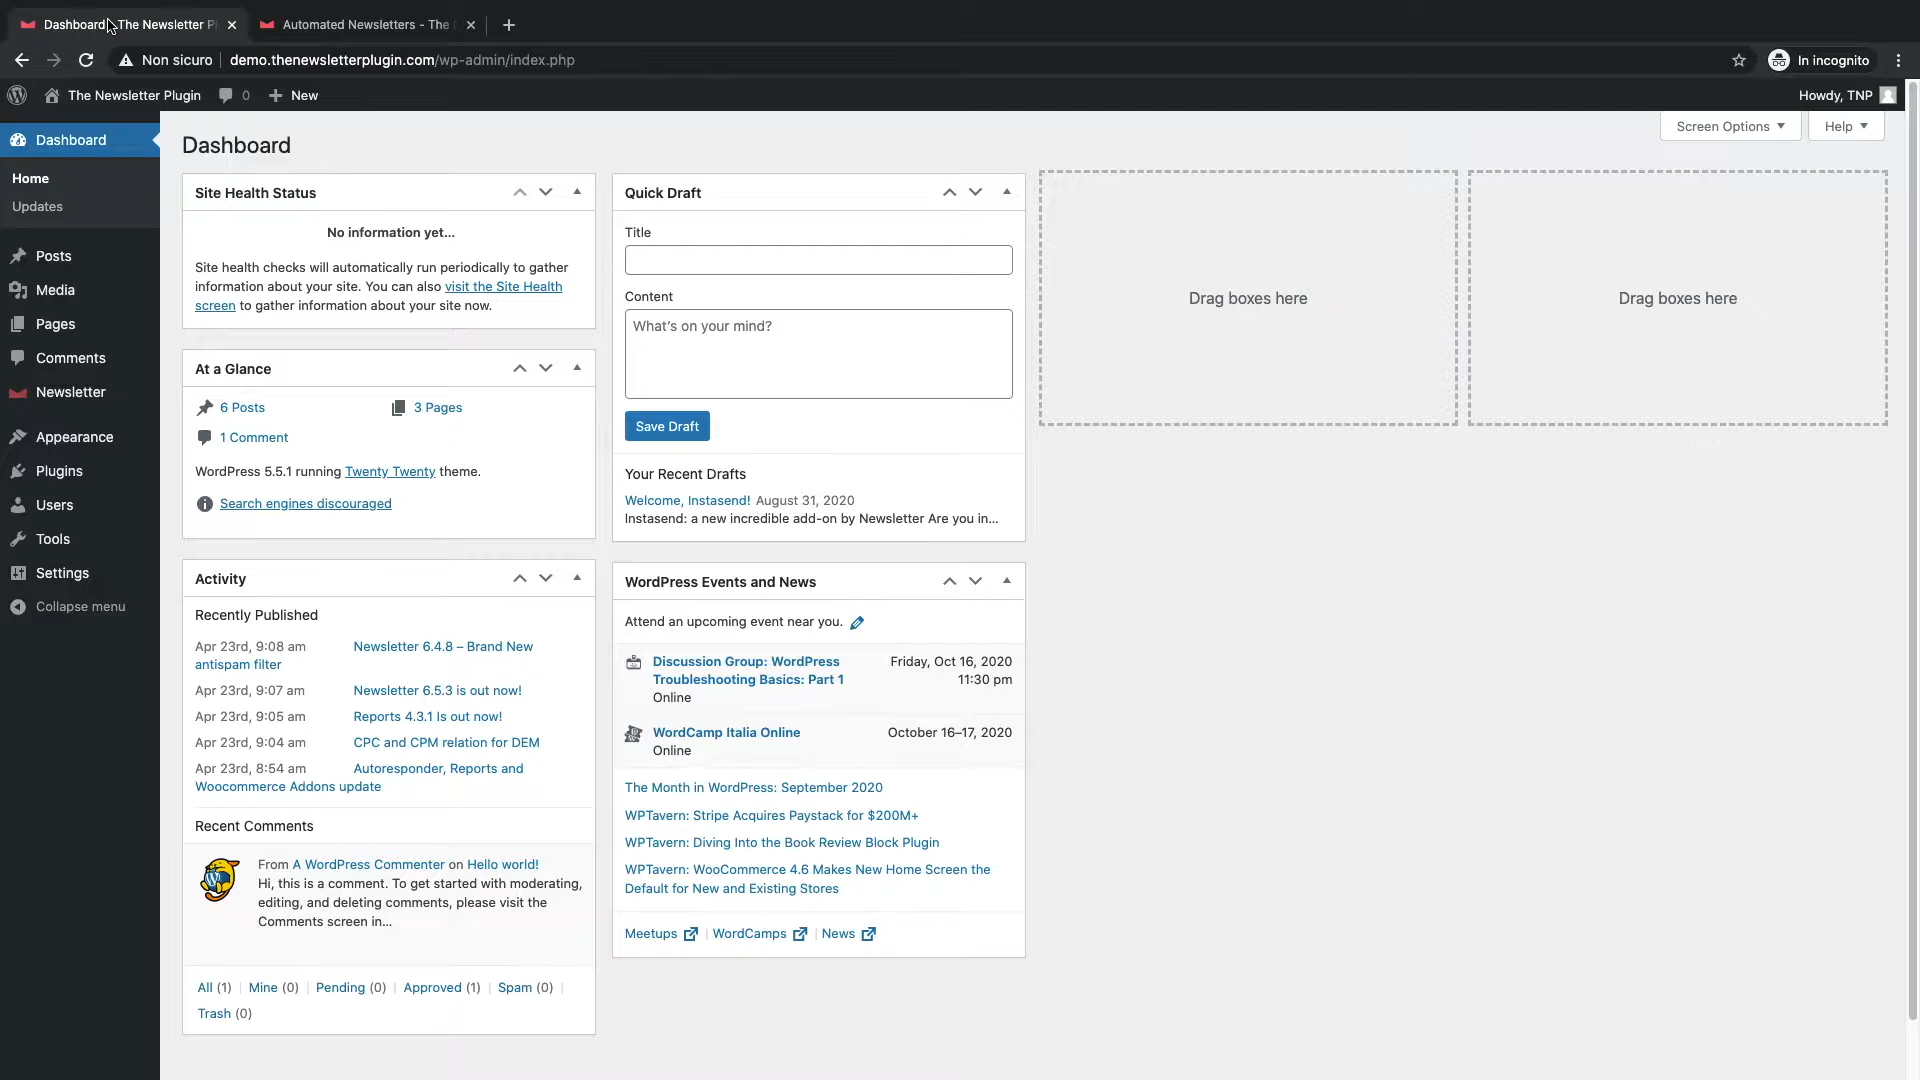 Dashboard - The Newsletter Pl
Automated Newsletters - The
Non sicuro
demo.thenewsletterplugin.com/wp-admin/index.php
In incognito
The Newsletter Plugin
0
New
Howdy, TNP
Dashboard
Home
Updates
Posts
Media
Pages
Comments
Newsletter
Appearance
Plugins
Users
Tools
Settings
Collapse menu
Dashboard
Screen Options
Help
Site Health Status
No information yet...
Site health checks will automatically run periodically to gather
information about your site. You can also visit the Site Health
screen to gather information about your site now.
At a Glance
6 Posts
3 Pages
1 Comment
WordPress 5.5.1 running Twenty Twenty theme.
Search engines discouraged
Activity
Recently Published
Apr 23rd, 9:08 am Newsletter 6.4.8 – Brand New
antispam filter
Apr 23rd, 9:07 am Newsletter 6.5.3 is out now!
Apr 23rd, 9:05 am Reports 4.3.1 Is out now!
Apr 23rd, 9:04 am CPC and CPM relation for DEM
Apr 23rd, 8:54 am Autoresponder, Reports and
Woocommerce Addons update
Recent Comments
From A WordPress Commenter on Hello world!
Hi, this is a comment. To get started with moderating,
editing, and deleting comments, please visit the
Comments screen in...
All (1) | Mine (0) | Pending (0) | Approved (1) | Spam (0) |
Trash (0)
Quick Draft
Title
Content
What's on your mind?
Save Draft
Your Recent Drafts
Welcome, Instasend! August 31, 2020
Instasend: a new incredible add-on by Newsletter Are you in...
WordPress Events and News
Attend an upcoming event near you.
Discussion Group: WordPress Friday, Oct 16, 2020
Troubleshooting Basics: Part 1 11:30 pm
Online
WordCamp Italia Online October 16–17, 2020
Online
The Month in WordPress: September 2020
WPTavern: Stripe Acquires Paystack for $200M+
WPTavern: Diving Into the Book Review Block Plugin
WPTavern: WooCommerce 4.6 Makes New Home Screen the
Default for New and Existing Stores
Meetups | WordCamps | News
Drag boxes here
Drag boxes here